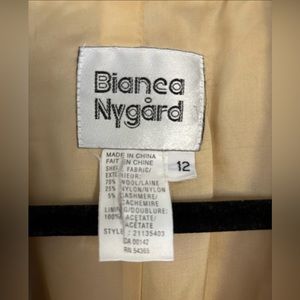 Bianca
Nygård
MADE IN CHINA
FAIT EN CHINE
SHELL FABRIC/
EXTERIEUR:
75% WOOL/LAINE
25% NYLON/NYLON
5% CASHMERE/
CACHEMIRE
LINING/DOUBLURE:
100% ACETATE/
ACETATE
STYLE: 21135403
CA 00142
RN 54365
12